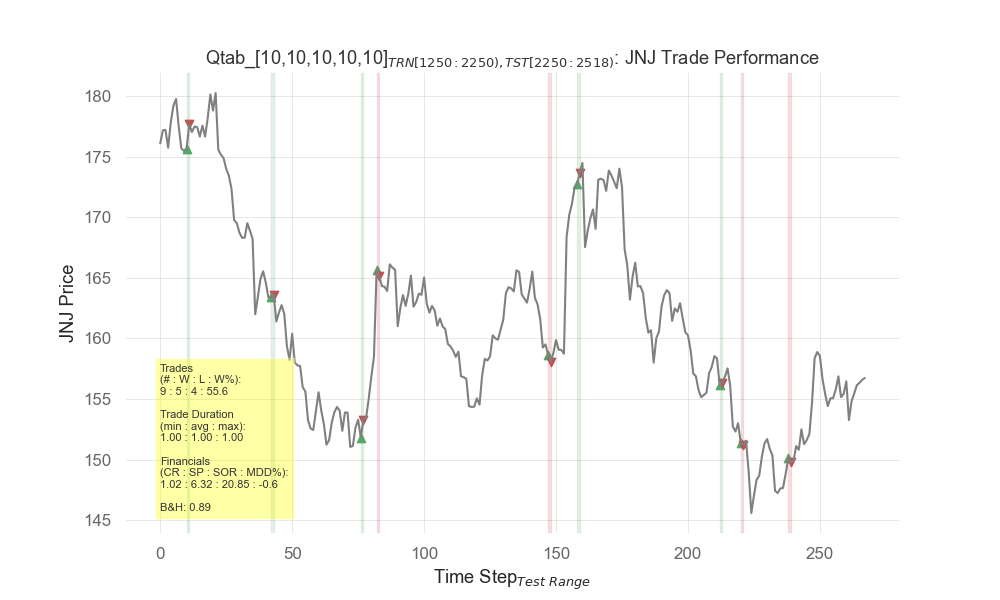 Qtab_[10,10,10,10,10]TRN[1250:2250),TST[2250:2518): JNJ Trade Performance
180
175
170
165
160
155
150
145
JNJ Price
Trades
(# : W : L : W%):
9 : 5 : 4 : 55.6
Trade Duration
(min : avg : max):
1.00 : 1.00 : 1.00
Financials
(CR : SP : SOR : MDD%):
1.02 : 6.32 : 20.85 : -0.6
B&H: 0.89
0 50 100 150 200 250
Time StepTest Range